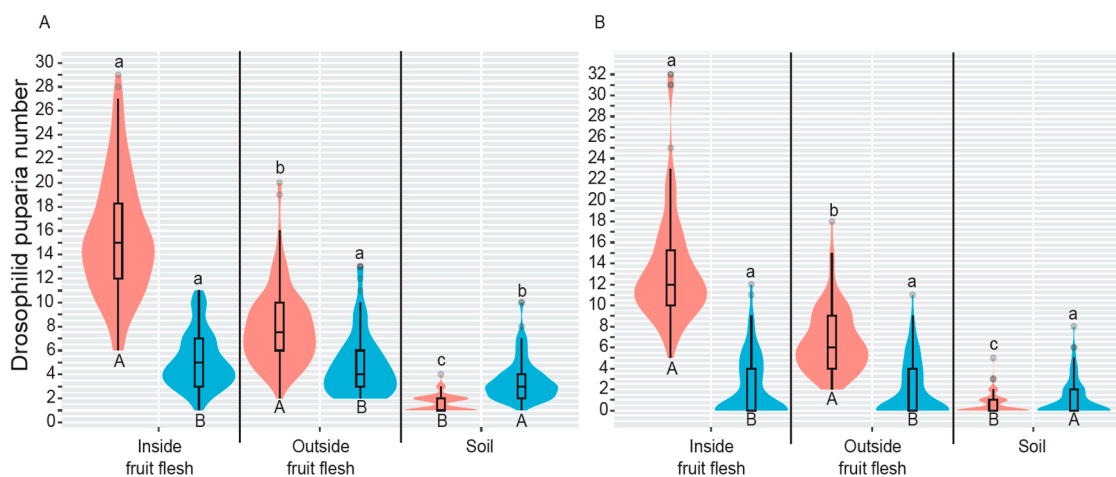 A
B
Drosophilid puparia number
30
28
26
24
22
20
18
16
14
12
10
8
6
4
2
0
a
A
a
B
b
A
a
B
c
B
b
A
Inside
fruit flesh
Outside
fruit flesh
Soil
32
30
28
26
24
22
20
18
16
14
12
10
8
6
4
2
0
a
A
a
B
b
A
a
B
c
B
a
A
Inside
fruit flesh
Outside
fruit flesh
Soil